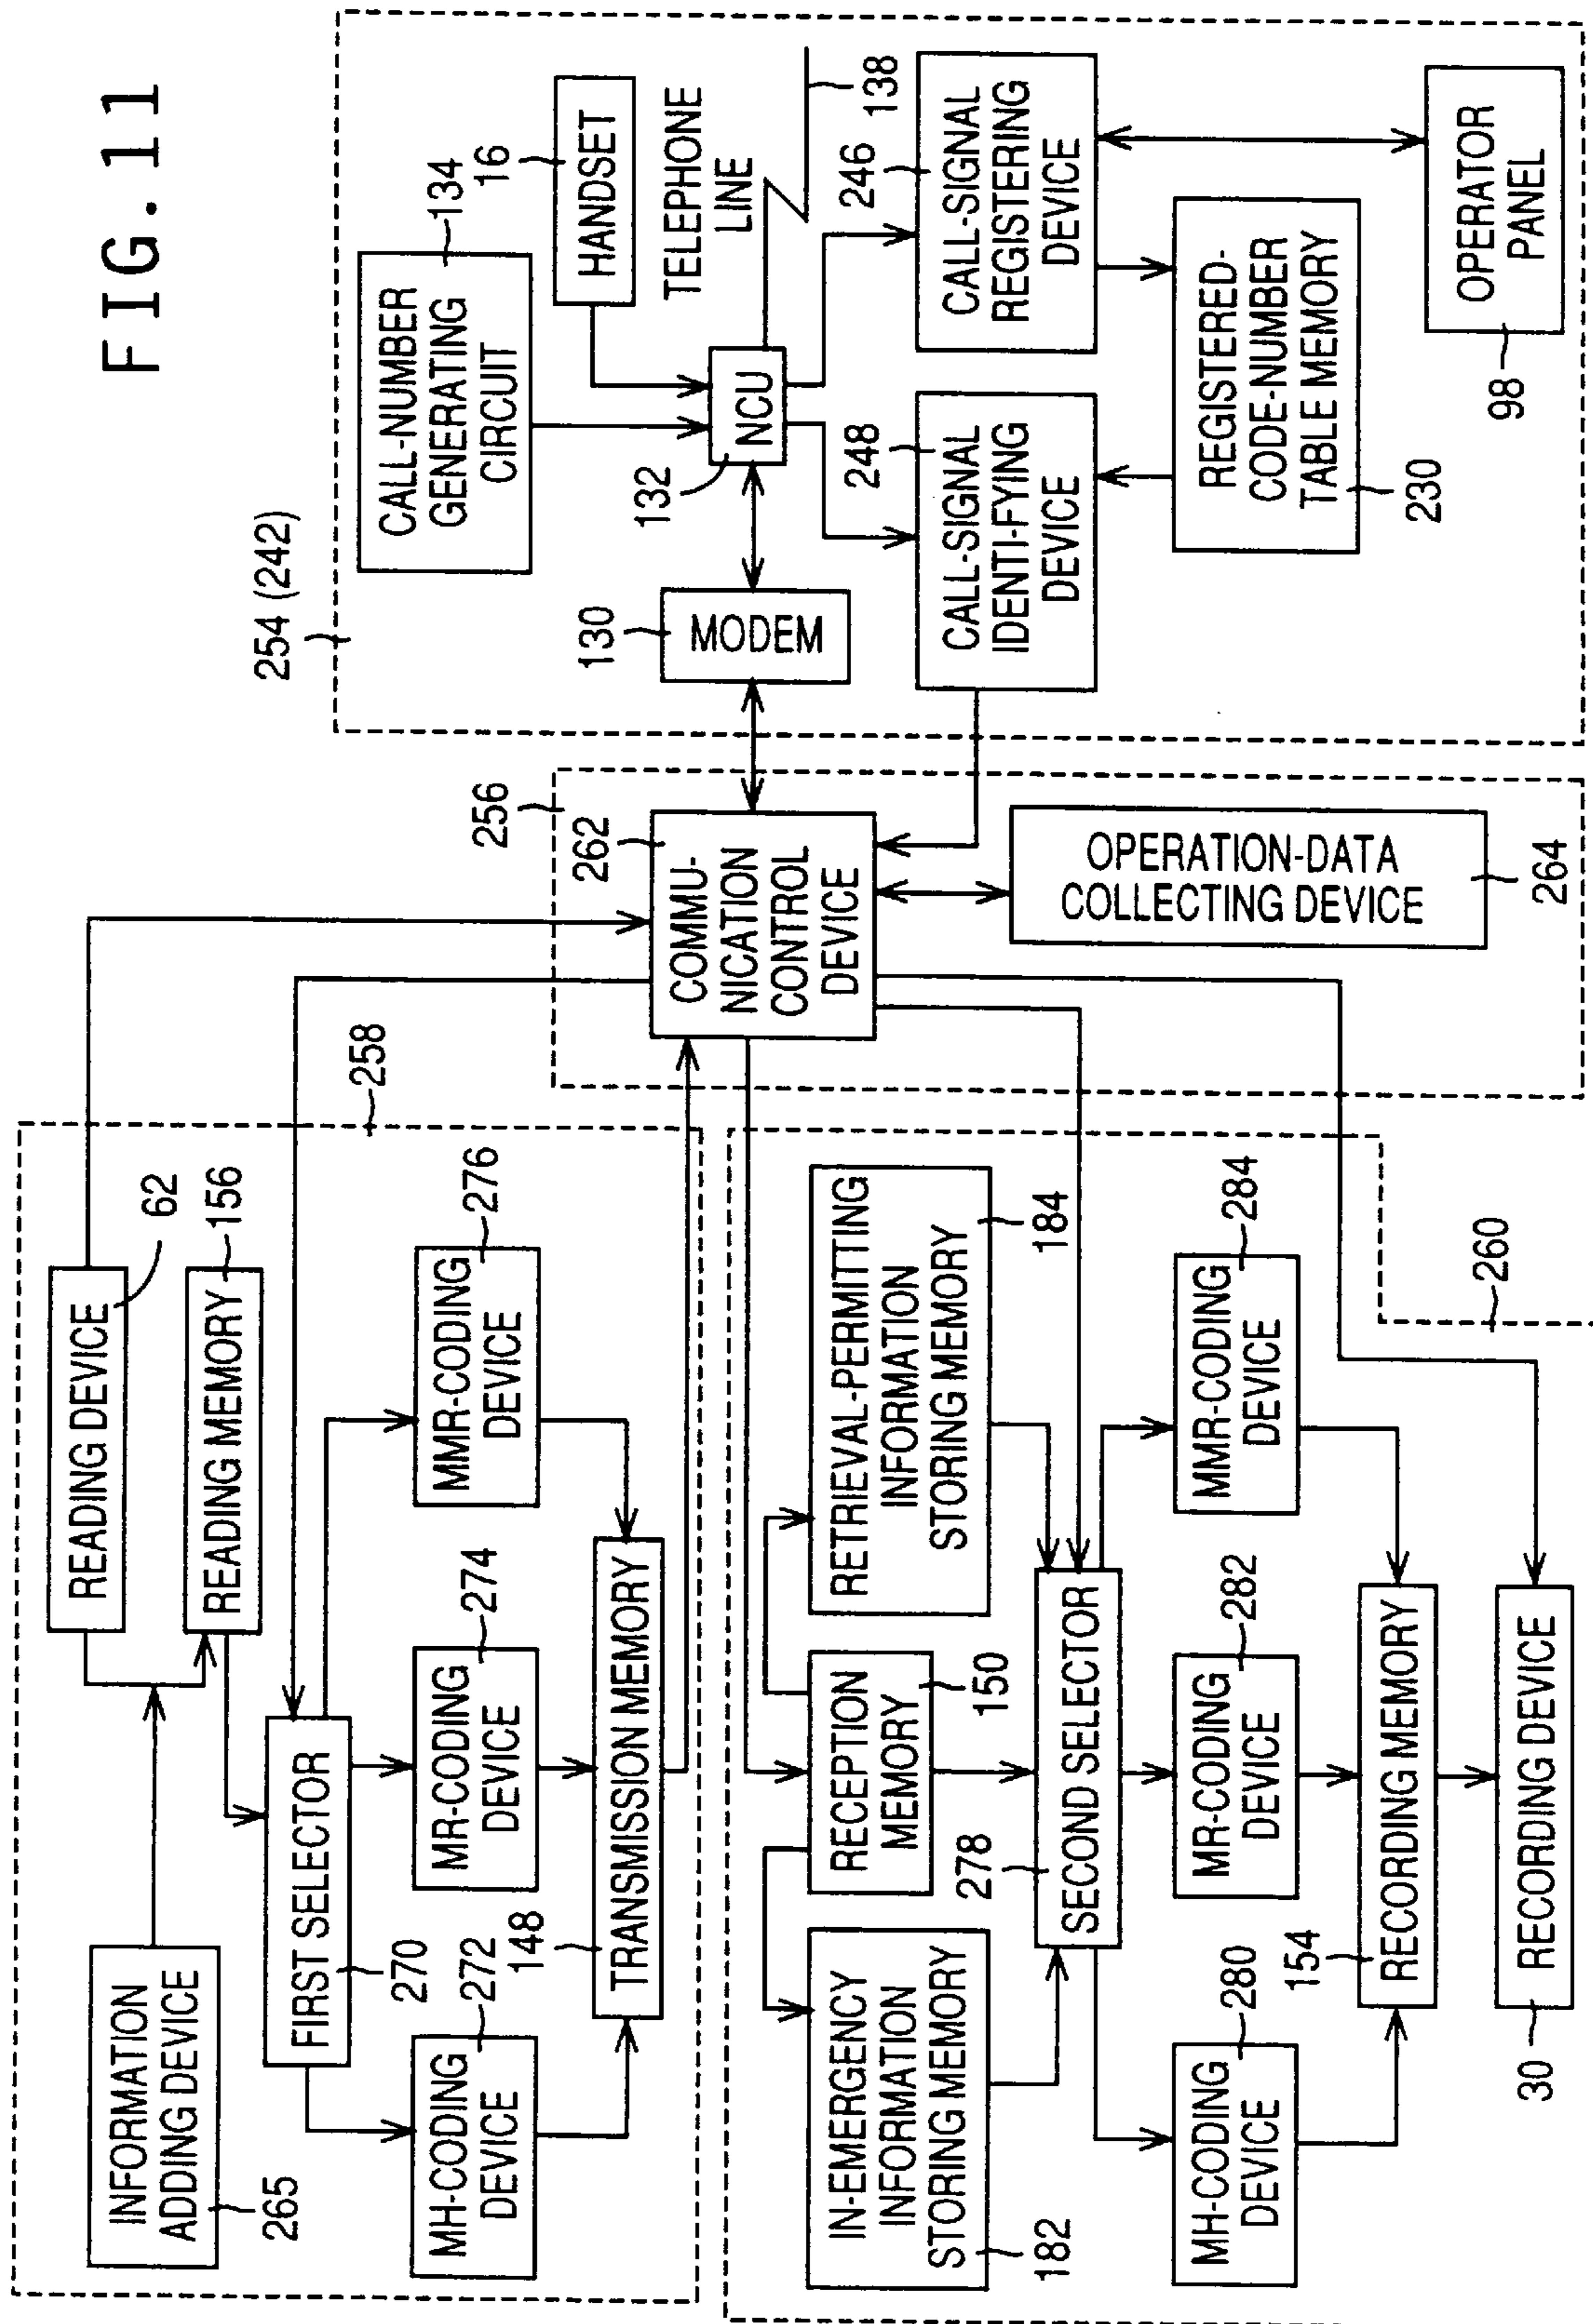 FIG.11
254 (242)
CALL-NUMBER
GENERATING
CIRCUIT
134
16
HANDSET
TELEPHONE
LINE
138
132
NCU
130
MODEM
248
CALL-SIGNAL
IDENTI-FYING
DEVICE
246
CALL-SIGNAL
REGISTERING
DEVICE
REGISTERED-
CODE-NUMBER
TABLE MEMORY
230
OPERATOR
PANEL
98
256
262
COMMU-
NICATION
CONTROL
DEVICE
OPERATION-DATA
COLLECTING DEVICE
264
258
READING DEVICE
62
READING MEMORY
156
INFORMATION
ADDING DEVICE
265
FIRST SELECTOR
270
MH-CODING
DEVICE
272
MR-CODING
DEVICE
274
MMR-CODING
DEVICE
276
148
TRANSMISSION MEMORY
IN-EMERGENCY
INFORMATION
STORING MEMORY
182
RECEPTION
MEMORY
150
RETRIEVAL-PERMITTING
INFORMATION
STORING MEMORY
184
278
SECOND SELECTOR
MH-CODING
DEVICE
280
MR-CODING
DEVICE
282
MMR-CODING
DEVICE
284
260
154
RECORDING MEMORY
30
RECORDING DEVICE